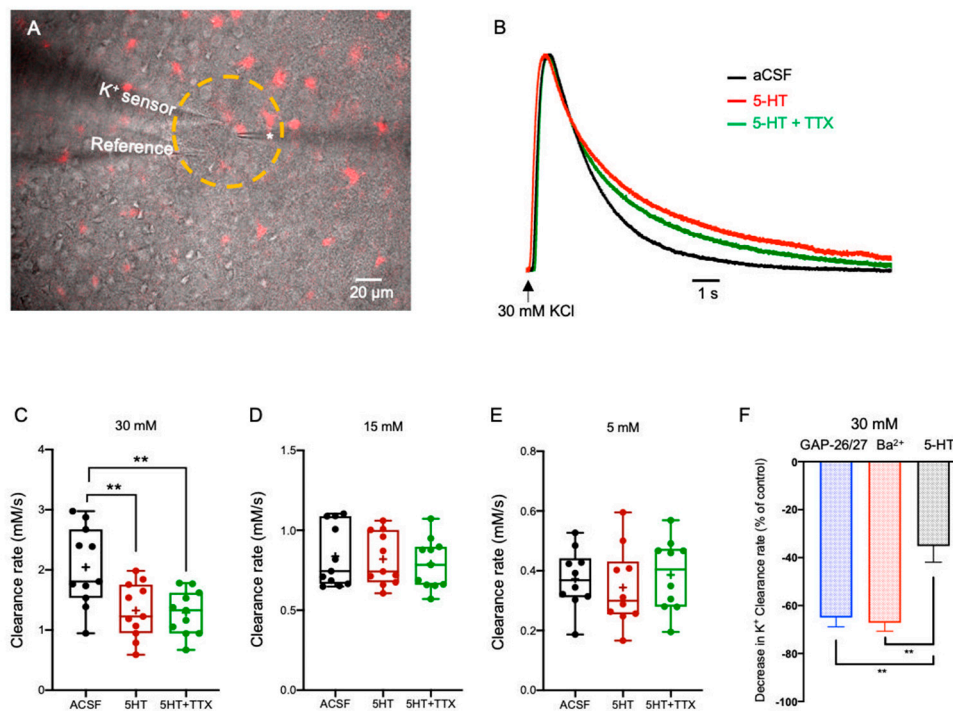 A
K⁺ sensor
Reference
*
20 µm
B
aCSF
5-HT
5-HT + TTX
1 s
30 mM KCl
C
30 mM
Clearance rate (mM/s)
4
3
2
1
0
**
**
ACSF 5HT 5HT+TTX
D
15 mM
Clearance rate (mM/s)
1.5
1.0
0.5
0.0
ACSF 5HT 5HT+TTX
E
5 mM
Clearance rate (mM/s)
0.8
0.6
0.4
0.2
0.0
ACSF 5HT 5HT+TTX
F
30 mM
GAP-26/27 Ba²⁺ 5-HT
Decrease in K⁺ Clearance rate (% of control)
0
-20
-40
-60
-80
-100
**
**